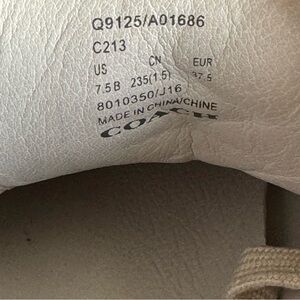 Q9125/A01686
C213
US CN EUR
7.5 B 235(1.5) 37.5
8010350/J16
MADE IN CHINA/CHINE
COACH